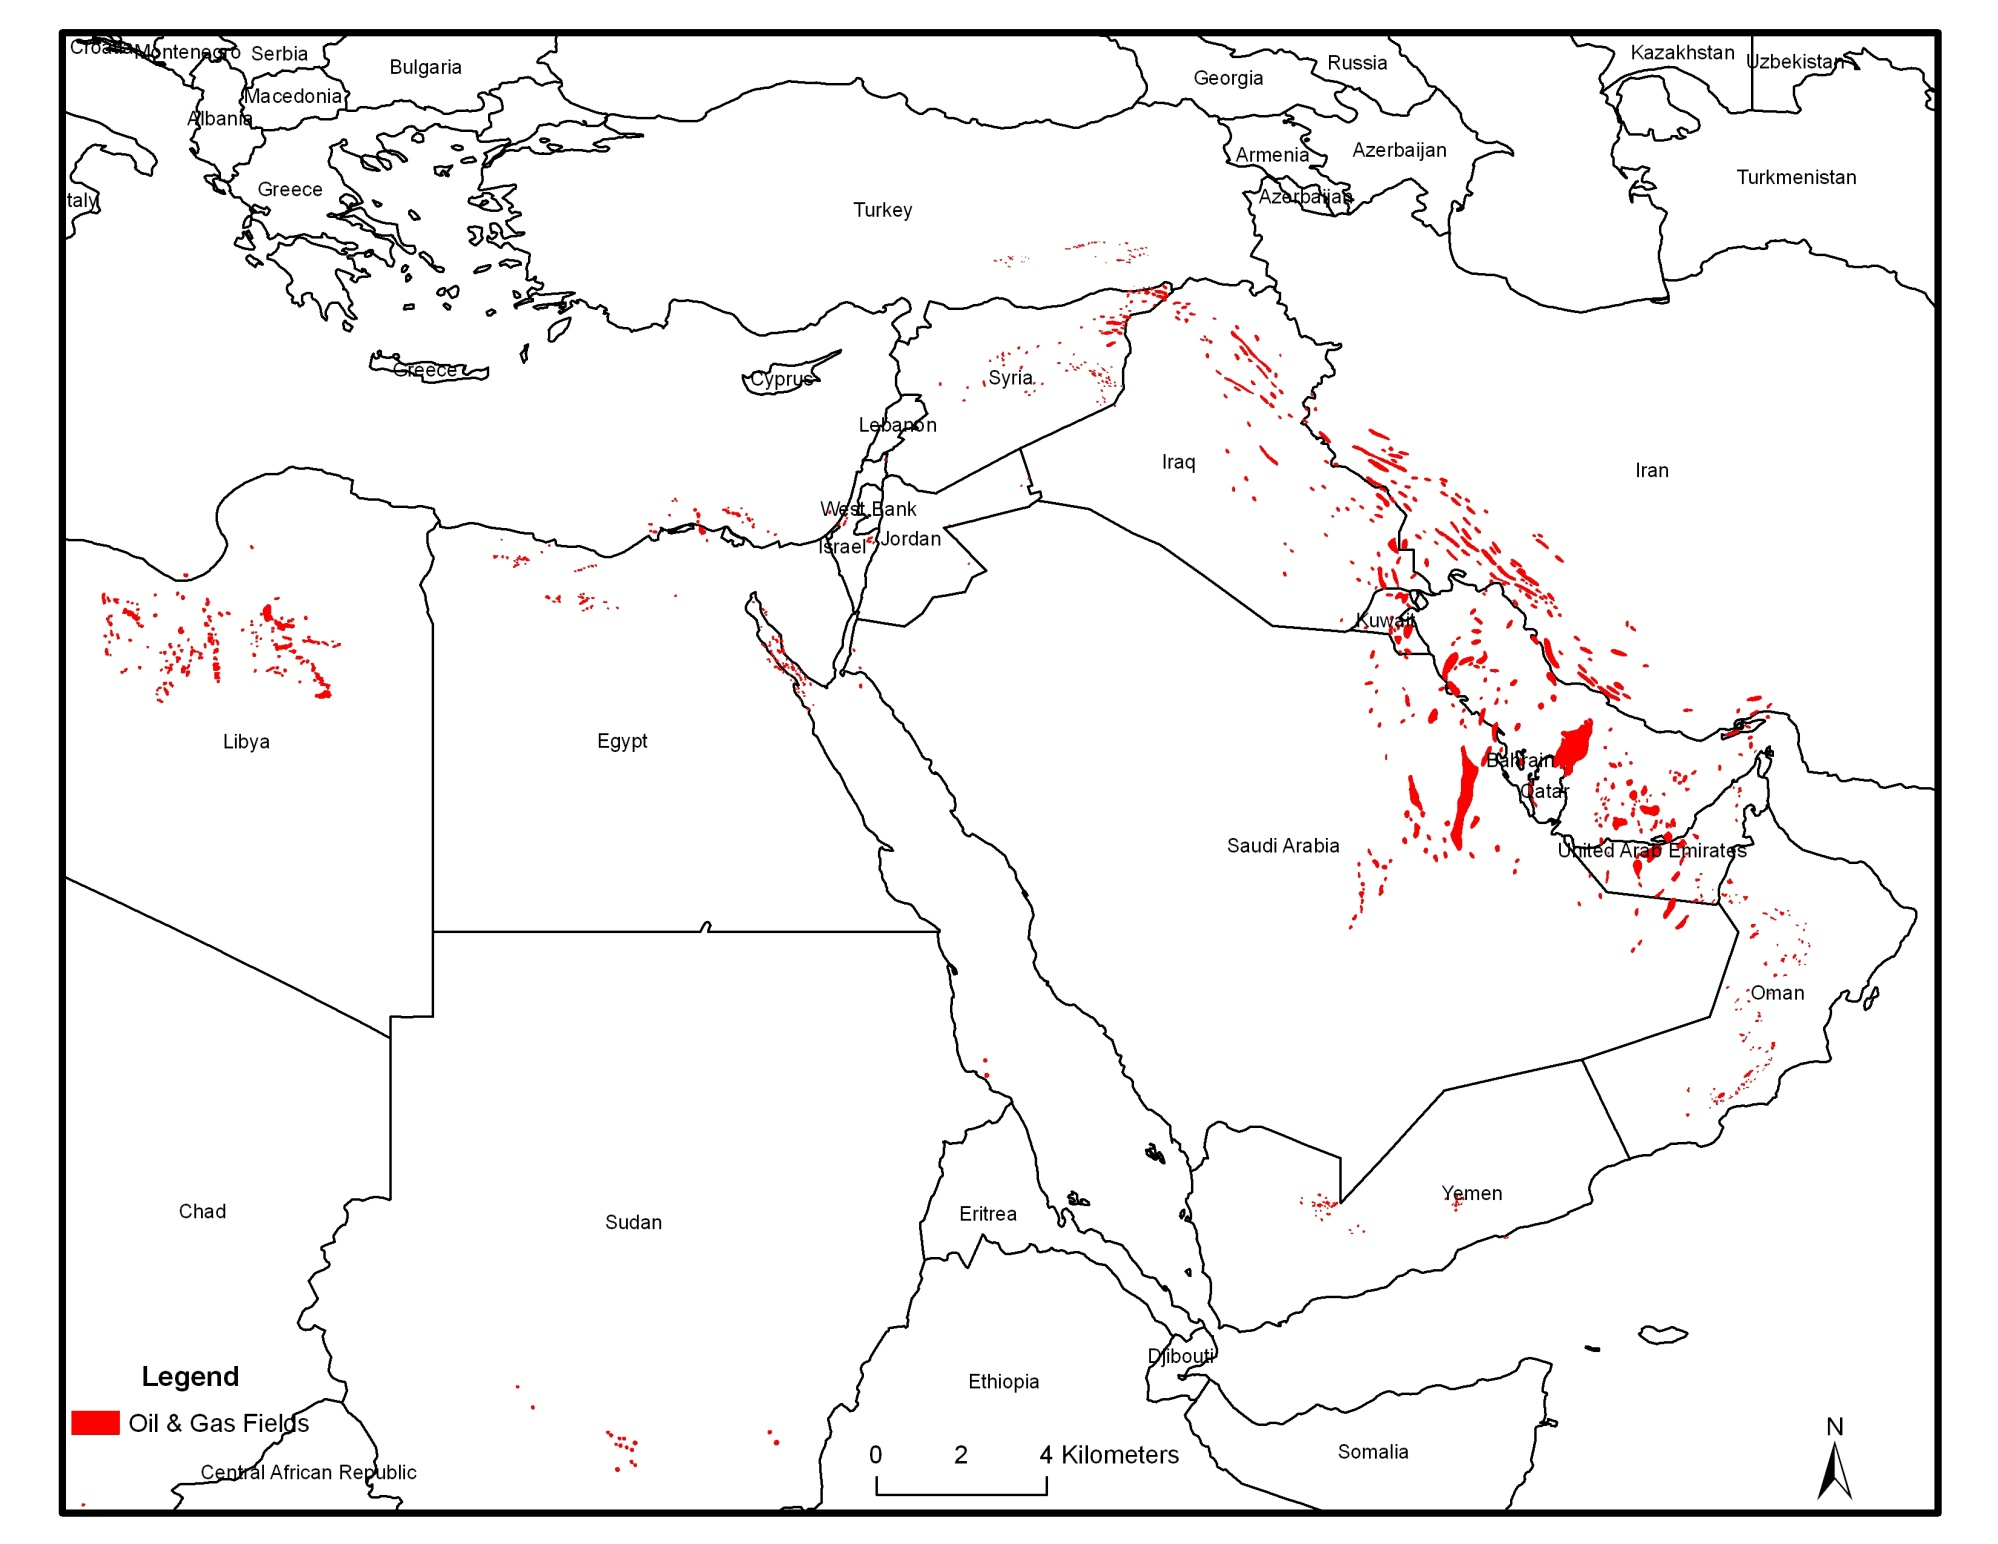 Croatia
Montenegro
Serbia
Bulgaria
Georgia
Russia
Kazakhstan
Uzbekistan
Macedonia
Albania
Armenia
Azerbaijan
Turkmenistan
Greece
Azerbaijan
taly
Turkey
Greece
Cyprus
Syria
Lebanon
Iraq
Iran
West Bank
Israel
Jordan
Kuwait
Libya
Egypt
Bahrain
Qatar
Saudi Arabia
United Arab Emirates
Oman
Chad
Sudan
Eritrea
Yemen
Djibouti
Ethiopia
Somalia
Central African Republic
Legend
Oil & Gas Fields
0 2 4 Kilometers
N